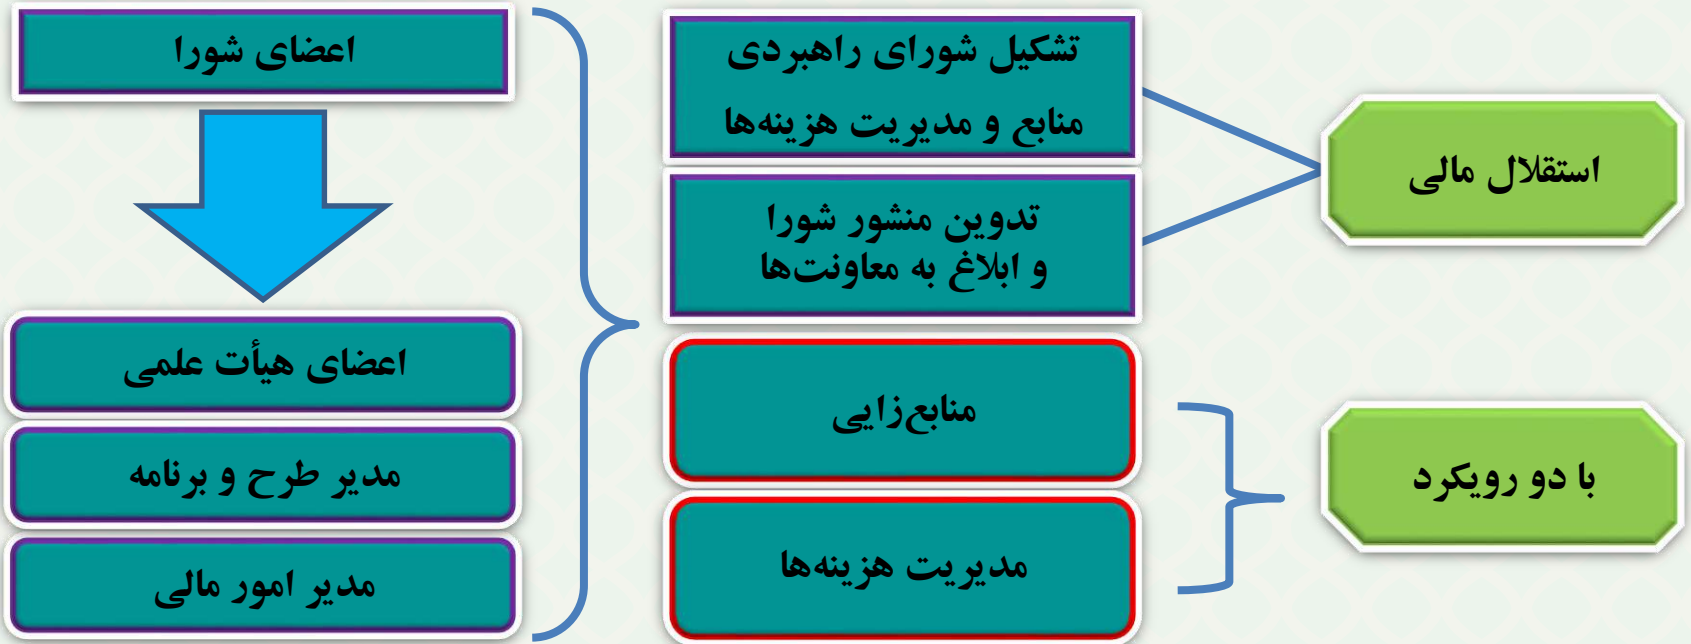 استقلال مالی
تشکیل شورای راهبردی
منابع و مدیریت هزینه‌ها
تدوین منشور شورا
و ابلاغ به معاونت‌ها
با دو رویکرد
منابع‌زایی
مدیریت هزینه‌ها
اعضای شورا
اعضای هیأت علمی
مدیر طرح و برنامه
مدیر امور مالی